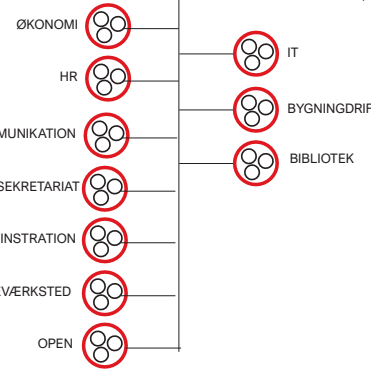 ØKONOMI
IT
HR
BYGNINGDRIF
MUNIKATION
BIBLIOTEK
SEKRETARIAT
INSTRATION
VÆRKSTED
OPEN